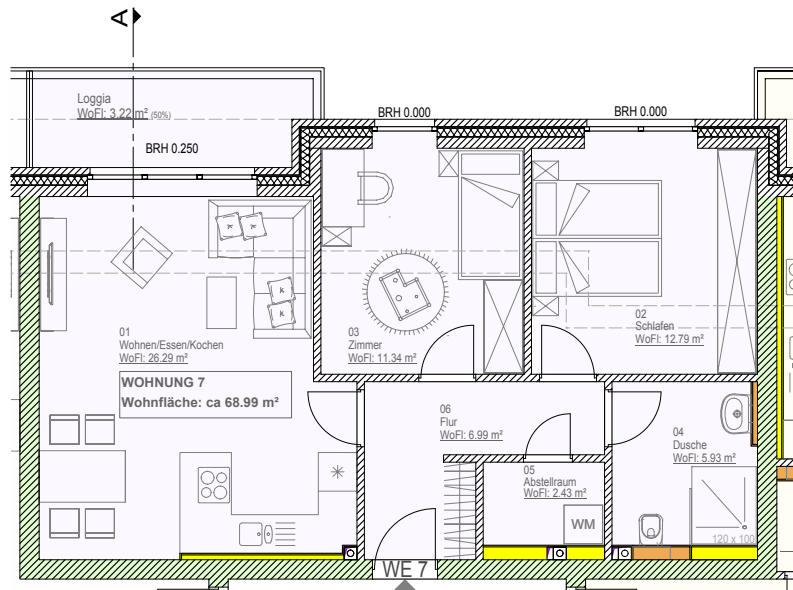 A
Loggia
WoFl: 3.22 m² (50%)
BRH 0.250
BRH 0.000
BRH 0.000
01
Wohnen/Essen/Kochen
WoFl: 26.29 m²
WOHNUNG 7
Wohnfläche: ca 68.99 m²
03
Zimmer
WoFl: 11.34 m²
02
Schlafen
WoFl: 12.79 m²
06
Flur
WoFl: 6.99 m²
04
Dusche
WoFl: 5.93 m²
05
Abstellraum
WoFl: 2.43 m²
WM
120 x 100
WE 7